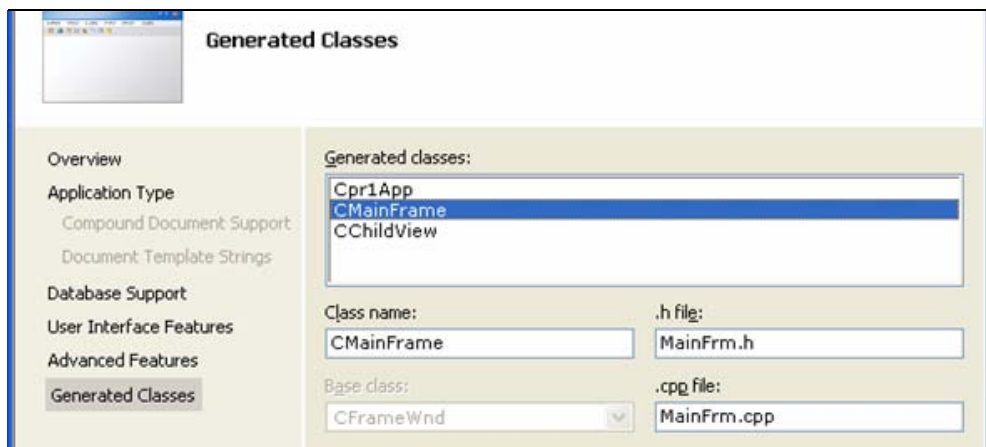 Generated Classes
Overview
Application Type
Compound Document Support
Document Template Strings
Database Support
User Interface Features
Advanced Features
Generated Classes
Generated classes:
Cpr1App
CMainFrame
CChildView
Class name:
.h file:
CMainFrame
MainFrm.h
Base class:
.cpp file:
CFrameWnd
MainFrm.cpp